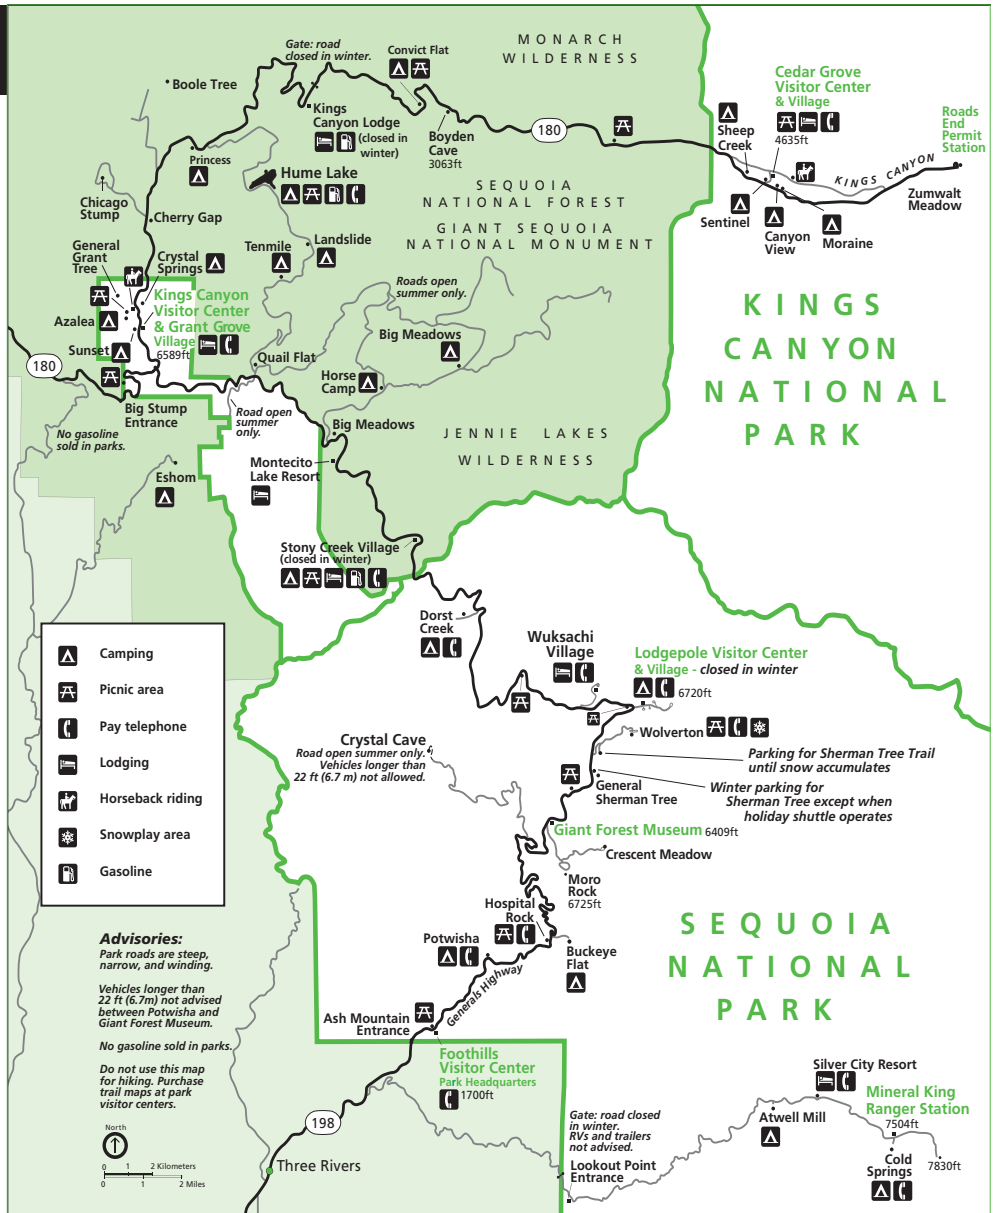 MONARCH
WILDERNESS
Gate: road
closed in winter.
Convict Flat
Cedar Grove
Visitor Center
& Village
4635ft
Roads
End
Permit
Station
Boole Tree
Kings
Canyon Lodge
(closed in
winter)
Boyden
Cave
3063ft
180
Sheep
Creek
KINGS CANYON
Zumwalt
Meadow
Princess
Hume Lake
SEQUOIA
NATIONAL FOREST
GIANT SEQUOIA
NATIONAL MONUMENT
Sentinel
Canyon
View
Moraine
Chicago
Stump
Cherry Gap
General
Grant
Tree
Crystal
Springs
Tenmile
Landslide
Roads open
summer only.
Kings Canyon
Visitor Center
& Grant Grove
Village
6589ft
Azalea
Sunset
180
Big Meadows
Quail Flat
Horse
Camp
KINGS
CANYON
NATIONAL
PARK
Big Stump
Entrance
Road open
summer
only.
No gasoline
sold in parks.
Big Meadows
JENNIE LAKES
WILDERNESS
Montecito
Lake Resort
Eshom
Stony Creek Village
(closed in winter)
Dorst
Creek
Wuksachi
Village
Lodgepole Visitor Center
& Village - closed in winter
6720ft
Camping
Picnic area
Pay telephone
Lodging
Horseback riding
Snowplay area
Gasoline
Wolverton
Crystal Cave
Road open summer only.
Vehicles longer than
22 ft (6.7 m) not allowed.
Parking for Sherman Tree Trail
until snow accumulates
General
Sherman Tree
Winter parking for
Sherman Tree except when
holiday shuttle operates
Giant Forest Museum 6409ft
Crescent Meadow
Moro
Rock
6725ft
Hospital
Rock
Potwisha
Buckeye
Flat
Generals Highway
SEQUOIA
NATIONAL
PARK
Advisories:
Park roads are steep,
narrow, and winding.
Vehicles longer than
22 ft (6.7m) not advised
between Potwisha and
Giant Forest Museum.
No gasoline sold in parks.
Do not use this map
for hiking. Purchase
trail maps at park
visitor centers.
Ash Mountain
Entrance
Foothills
Visitor Center
Park Headquarters
1700ft
North
0 1 2 Kilometers
0 1 2 Miles
198
Three Rivers
Gate: road closed
in winter.
RVs and trailers
not advised.
Lookout Point
Entrance
Silver City Resort
Atwell Mill
Mineral King
Ranger Station
7504ft
Cold
Springs
7830ft